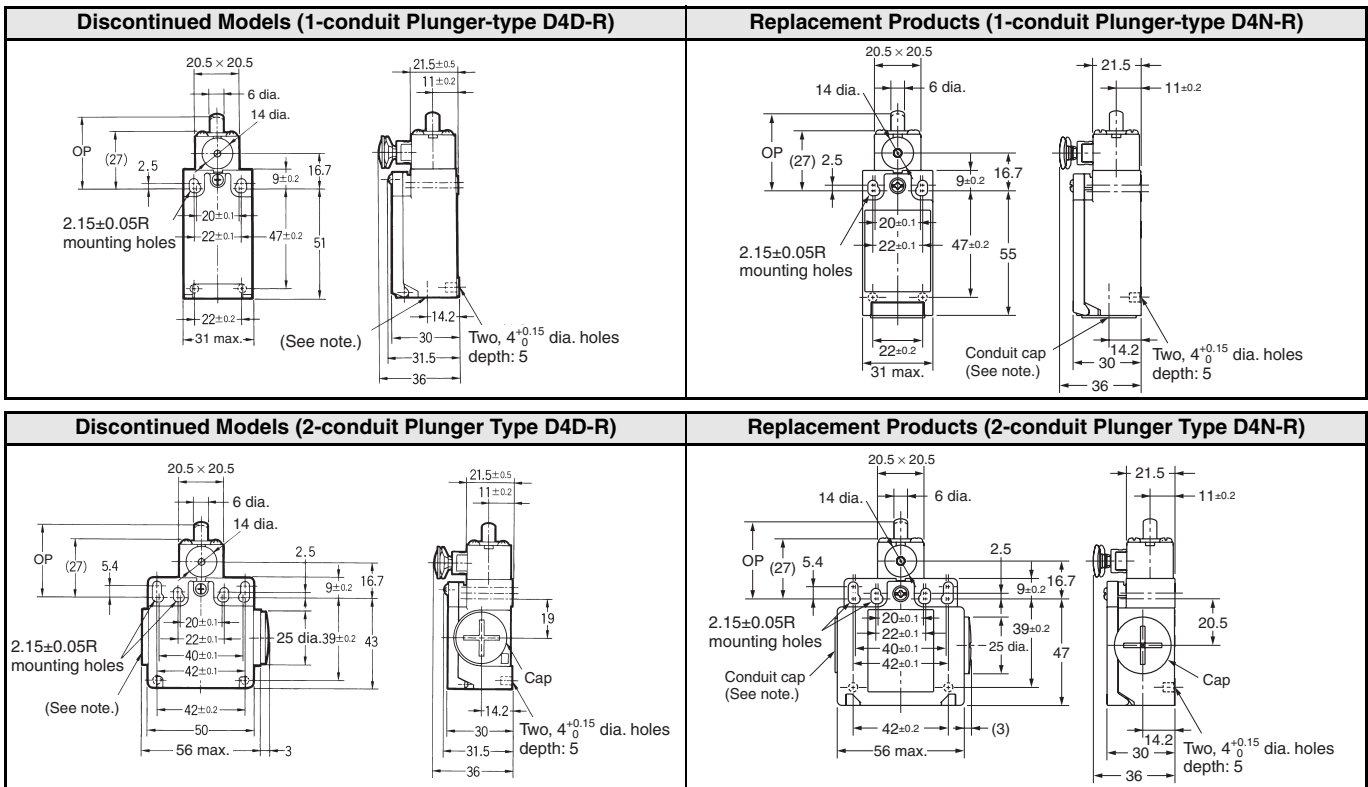 Discontinued Models (1-conduit Plunger-type D4D-R)
20.5 × 20.5
6 dia.
14 dia.
OP
(27)
2.5
9±0.2
16.7
2.15±0.05R
mounting holes
20±0.1
22±0.1
47±0.2
51
22±0.2
31 max.
21.5±0.5
11±0.2
(See note.)
14.2
30
31.5
36
Two, 4 +0.15 0 dia. holes
depth: 5
Replacement Products (1-conduit Plunger-type D4N-R)
20.5 × 20.5
14 dia.
6 dia.
OP
(27)
2.5
9±0.2
16.7
2.15±0.05R
mounting holes
20±0.1
22±0.1
47±0.2
55
22±0.2
31 max.
21.5
11±0.2
Conduit cap
(See note.)
14.2
30
36
Two, 4 +0.15 0 dia. holes
depth: 5
Discontinued Models (2-conduit Plunger Type D4D-R)
20.5 × 20.5
6 dia.
14 dia.
OP
(27)
5.4
2.5
9±0.2
16.7
2.15±0.05R
mounting holes
20±0.1
22±0.1
40±0.1
42±0.1
25 dia.
39±0.2
43
(See note.)
42±0.2
50
56 max.
3
21.5±0.5
11±0.2
19
Cap
14.2
30
31.5
36
Two, 4 +0.15 0 dia. holes
depth: 5
Replacement Products (2-conduit Plunger Type D4N-R)
20.5 × 20.5
14 dia.
6 dia.
OP
(27)
5.4
2.5
9±0.2
16.7
2.15±0.05R
mounting holes
20±0.1
22±0.1
40±0.1
42±0.1
25 dia.
39±0.2
47
Conduit cap
(See note.)
42±0.2
(3)
56 max.
21.5
11±0.2
20.5
Cap
14.2
30
36
Two, 4 +0.15 0 dia. holes
depth: 5